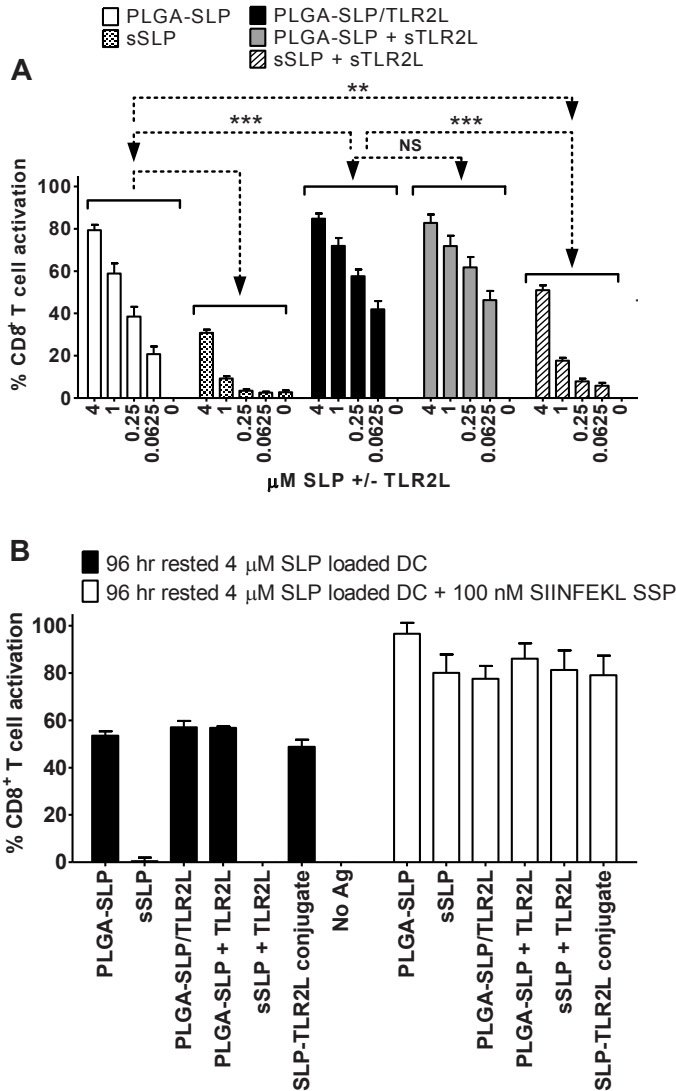 PLGA-SLP PLGA-SLP/TLR2L
sSLP PLGA-SLP + sTLR2L
sSLP + sTLR2L
A
**
*** ***
NS
% CD8+ T cell activation
100
80
60
40
20
0
4 1 0.25 0.0625 0 4 1 0.25 0.0625 0 4 1 0.25 0.0625 0 4 1 0.25 0.0625 0 4 1 0.25 0.0625 0
µM SLP +/- TLR2L
B
96 hr rested 4 µM SLP loaded DC
96 hr rested 4 µM SLP loaded DC + 100 nM SIINFEKL SSP
% CD8+ T cell activation
100
80
60
40
20
0
PLGA-SLP
sSLP
PLGA-SLP/TLR2L
PLGA-SLP + TLR2L
sSLP + TLR2L
SLP-TLR2L conjugate
No Ag
PLGA-SLP
sSLP
PLGA-SLP/TLR2L
PLGA-SLP + TLR2L
sSLP + TLR2L
SLP-TLR2L conjugate